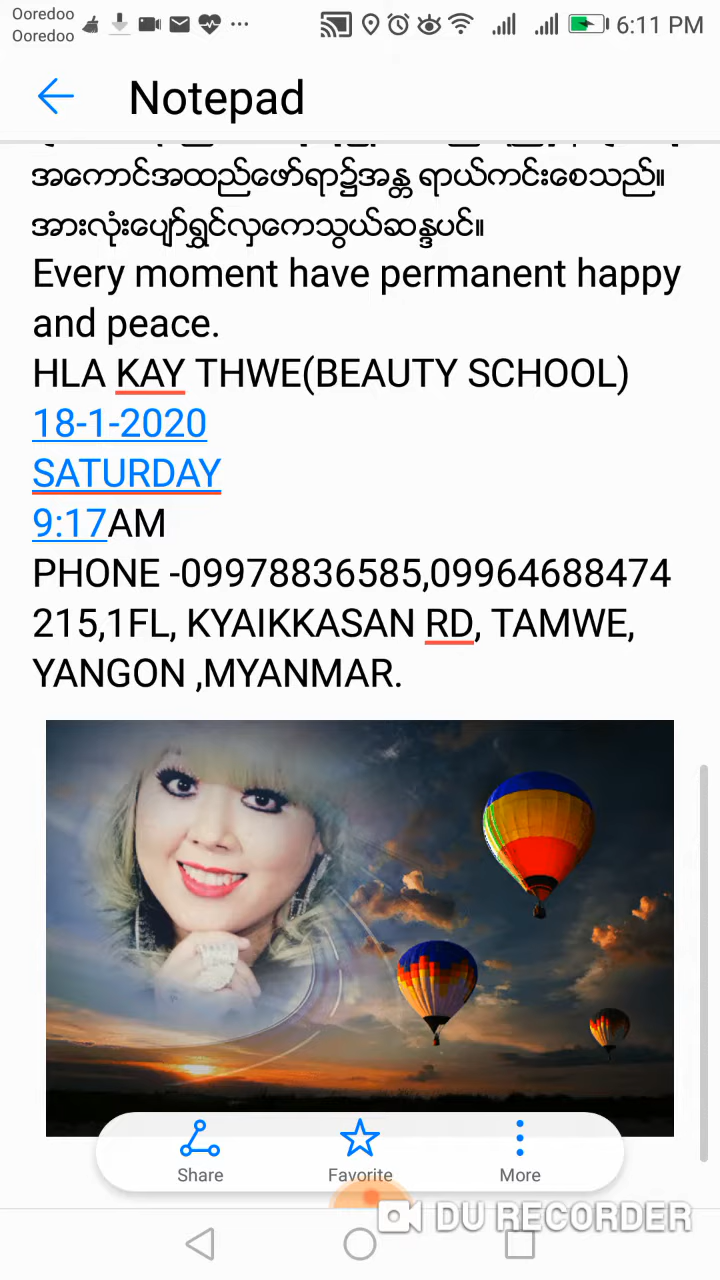 Ooredoo
Ooredoo
6:11 PM
Notepad
အကောင်အထည်ဖော်ရာ၌အန္တ ရာယ်ကင်းစေသည်။
အားလုံးပျော်ရွှင်လှကေသွယ်ဆန္ဒပင်။
Every moment have permanent happy
and peace.
HLA KAY THWE(BEAUTY SCHOOL)
18-1-2020
SATURDAY
9:17AM
PHONE -09978836585,09964688474
215,1FL, KYAIKKASAN RD, TAMWE,
YANGON ,MYANMAR.
Share
Favorite
More
DU RECORDER